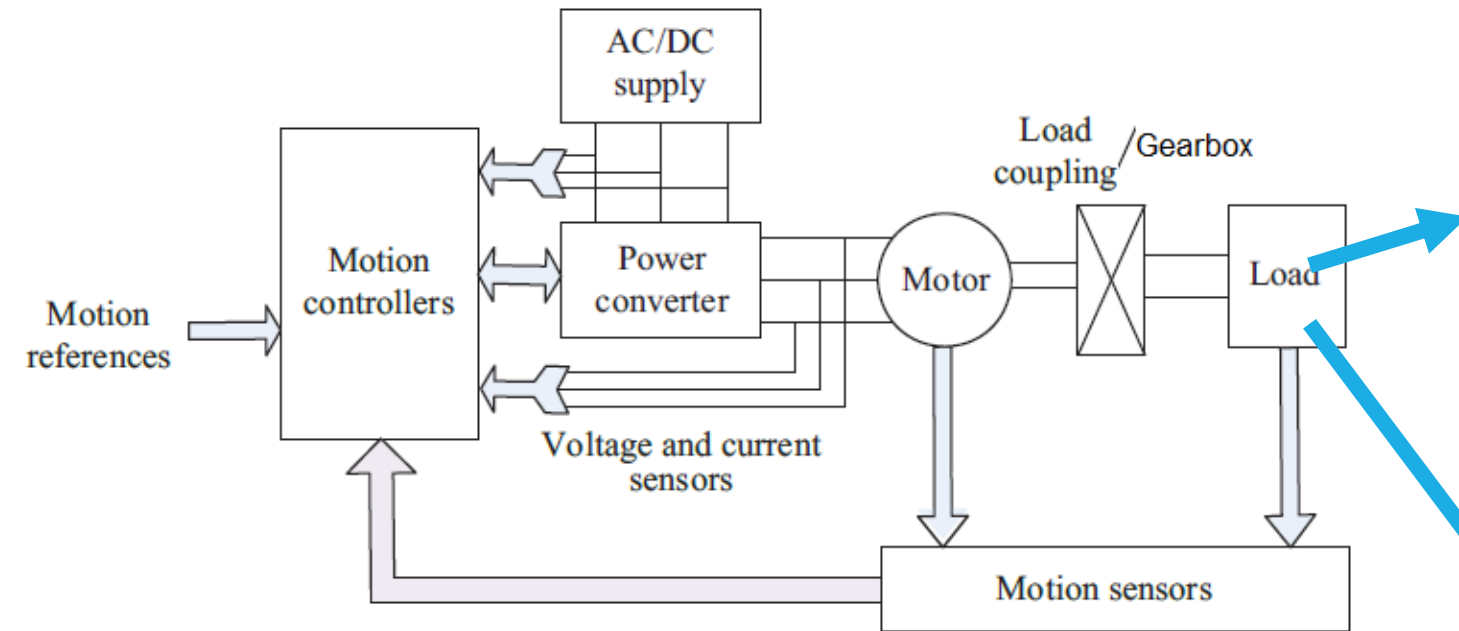 AC/DC
supply
Load
coupling
/Gearbox
Motion
controllers
Power
converter
Motor
Load
Motion
references
Voltage and current
sensors
Motion sensors